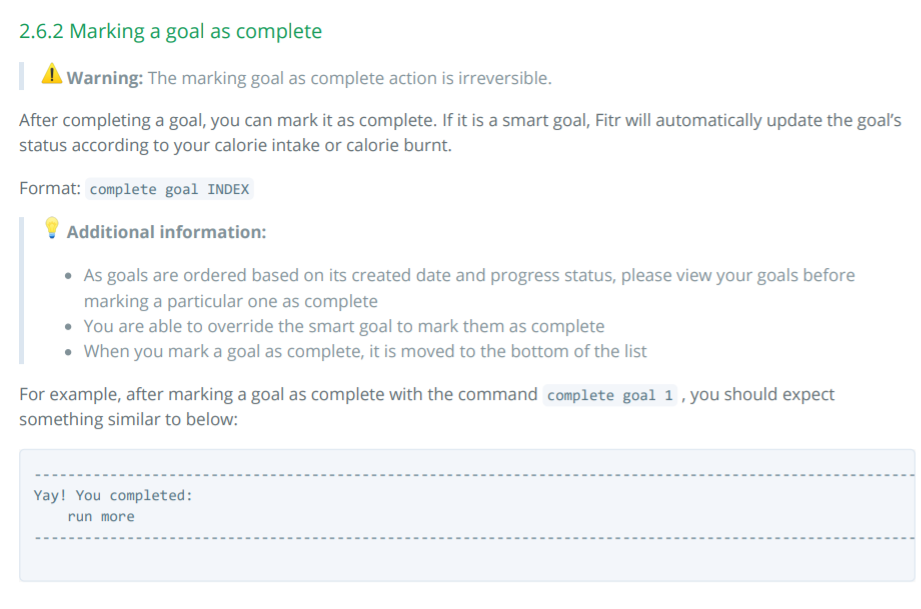 2.6.2 Marking a goal as complete
Warning: The marking goal as complete action is irreversible.
After completing a goal, you can mark it as complete. If it is a smart goal, Fitr will automatically update the goal’s
status according to your calorie intake or calorie burnt.
Format: complete goal INDEX
Additional information:
• As goals are ordered based on its created date and progress status, please view your goals before
marking a particular one as complete
• You are able to override the smart goal to mark them as complete
• When you mark a goal as complete, it is moved to the bottom of the list
For example, after marking a goal as complete with the command complete goal 1 , you should expect
something similar to below:
Yay! You completed:
run more